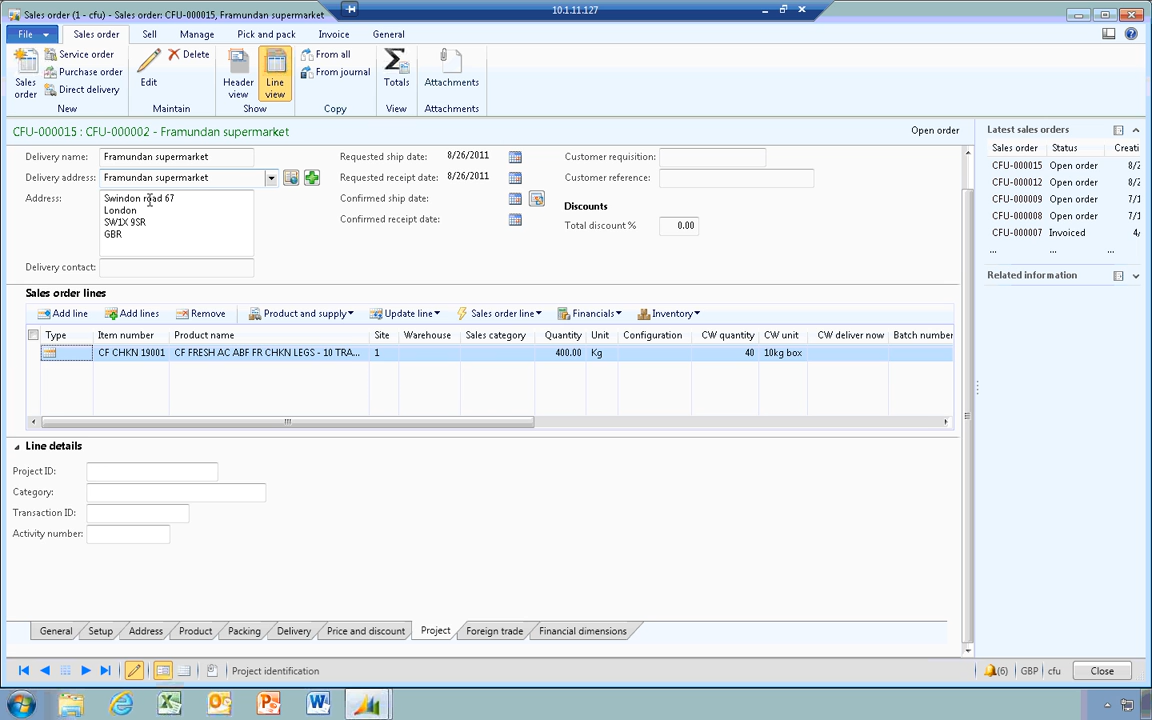 Sales order (1 - cfu) - Sales order: CFU-000015, Framundan supermarket
10.1.11.127
File
Sales order
Sell
Manage
Pick and pack
Invoice
General
Sales order
Service order
Purchase order
Direct delivery
New
Edit
Delete
Maintain
Header view
Line view
Show
From all
From journal
Copy
Totals
View
Attachments
Attachments
CFU-000015 : CFU-000002 - Framundan supermarket
Open order
Delivery name: Framundan supermarket
Delivery address: Framundan supermarket
Address: Swindon road 67
London
SW1X 9SR
GBR
Delivery contact:
Requested ship date: 8/26/2011
Requested receipt date: 8/26/2011
Confirmed ship date:
Confirmed receipt date:
Customer requisition:
Customer reference:
Discounts
Total discount % 0.00
Sales order lines
Add line Add lines Remove Product and supply Update line Sales order line Financials Inventory
Type Item number Product name Site Warehouse Sales category Quantity Unit Configuration CW quantity CW unit CW deliver now Batch number
CF CHKN 19001 CF FRESH AC ABF FR CHKN LEGS - 10 TRA... 1 400.00 Kg 40 10kg box
Line details
Project ID:
Category:
Transaction ID:
Activity number:
General Setup Address Product Packing Delivery Price and discount Project Foreign trade Financial dimensions
Latest sales orders
Sales order Status Creati
CFU-000015 Open order 8/2
CFU-000012 Open order 8/2
CFU-000009 Open order 7/1
CFU-000008 Open order 7/1
CFU-000007 Invoiced 4/
... ... ...
Related information
Project identification
(6) GBP cfu Close